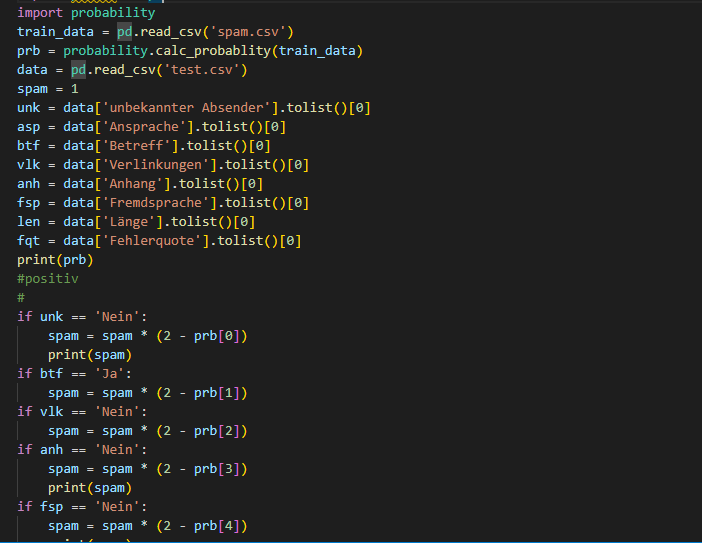 import probability
train_data = pd.read_csv('spam.csv')
prb = probability.calc_probablity(train_data)
data = pd.read_csv('test.csv')
spam = 1
unk = data['unbekannter Absender'].tolist()[0]
asp = data['Ansprache'].tolist()[0]
btf = data['Betreff'].tolist()[0]
vlk = data['Verlinkungen'].tolist()[0]
anh = data['Anhang'].tolist()[0]
fsp = data['Fremdsprache'].tolist()[0]
len = data['Länge'].tolist()[0]
fqt = data['Fehlerquote'].tolist()[0]
print(prb)
#positiv
#
if unk == 'Nein':
    spam = spam * (2 - prb[0])
    print(spam)
if btf == 'Ja':
    spam = spam * (2 - prb[1])
if vlk == 'Nein':
    spam = spam * (2 - prb[2])
if anh == 'Nein':
    spam = spam * (2 - prb[3])
    print(spam)
if fsp == 'Nein':
    spam = spam * (2 - prb[4])